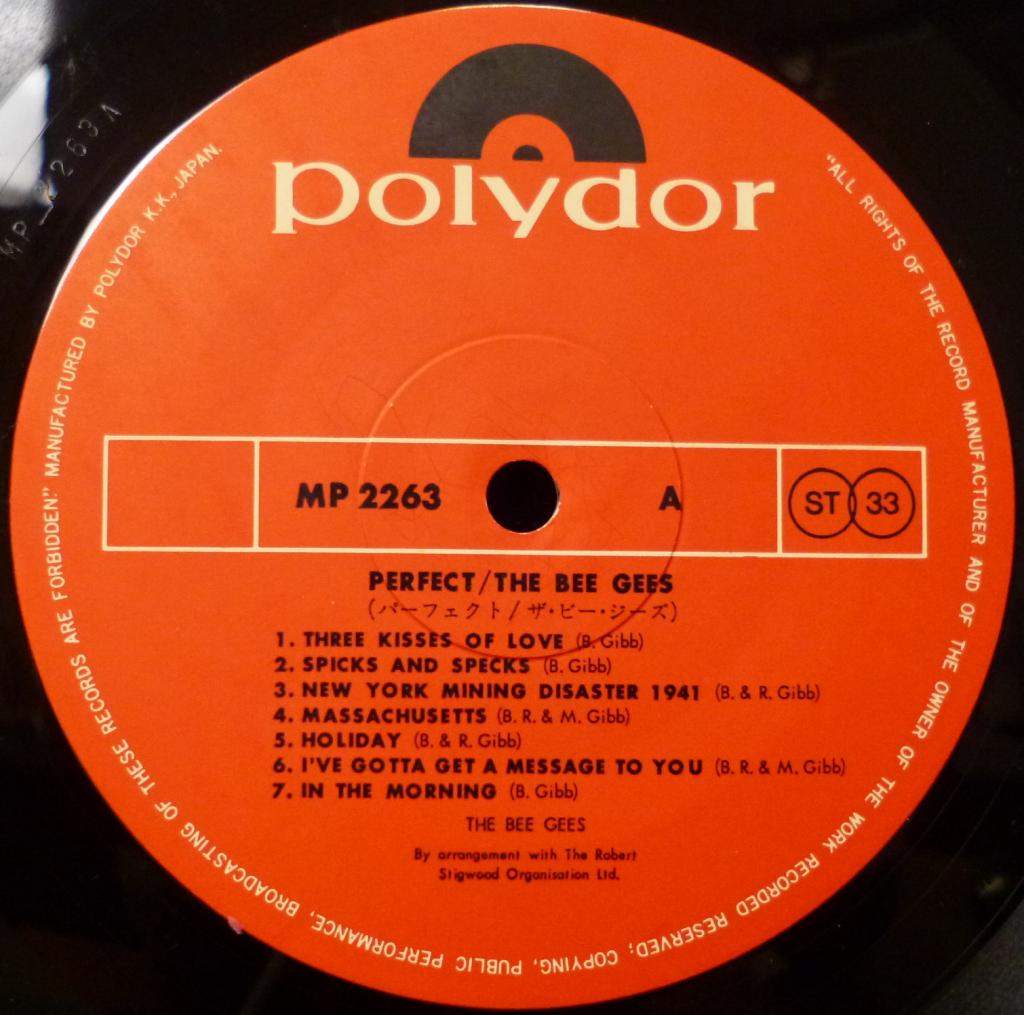 polydor
MP 2263 A
ST 33
PERFECT/THE BEE GEES
(パーフェクト/ザ・ビー・ジーズ)
1. THREE KISSES OF LOVE (B. Gibb)
2. SPICKS AND SPECKS (B. Gibb)
3. NEW YORK MINING DISASTER 1941 (B. & R. Gibb)
4. MASSACHUSETTS (B. R. & M. Gibb)
5. HOLIDAY (B. & R. Gibb)
6. I'VE GOTTA GET A MESSAGE TO YOU (B. R. & M. Gibb)
7. IN THE MORNING (B. Gibb)
THE BEE GEES
By arrangement with The Robert
Stigwood Organisation Ltd.
"ALL RIGHTS OF THE RECORD MANUFACTURER AND OF THE OWNER OF THE WORK RECORDED RESERVED; COPYING, PUBLIC PERFORMANCE, BROADCASTING OF THESE RECORDS ARE FORBIDDEN." MANUFACTURED BY POLYDOR K.K., JAPAN.